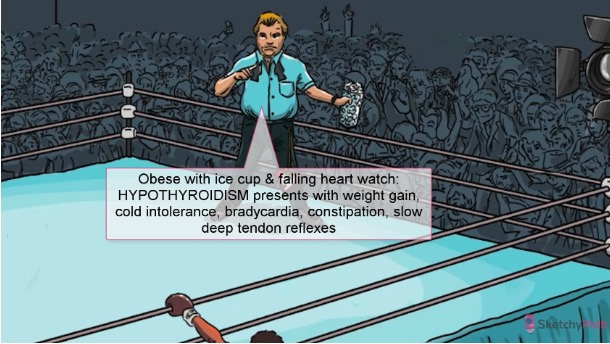 Obese with ice cup & falling heart watch:
HYPOTHYROIDISM presents with weight gain,
cold intolerance, bradycardia, constipation, slow
deep tendon reflexes
Sketchy